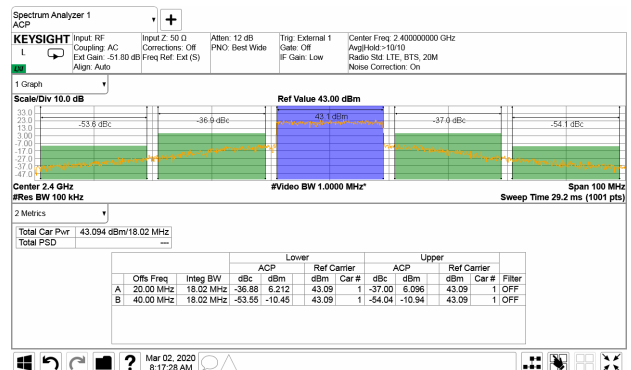 Spectrum Analyzer 1
ACP
KEYSIGHT
L
Input: RF
Coupling: AC
Ext Gain: -51.80 dB
Align: Auto
Input Z: 50 Ω
Corrections: Off
Freq Ref: Ext (S)
Atten: 12 dB
PNO: Best Wide
Trig: External 1
Gate: Off
IF Gain: Low
Center Freq: 2.400000000 GHz
Avg|Hold:>10/10
Radio Std: LTE, BTS, 20M
Noise Correction: On
1 Graph
Scale/Div 10.0 dB
Ref Value 43.00 dBm
33.0
23.0
13.0
3.00
-7.00
-17.0
-27.0
-37.0
-47.0
-53.6 dBc
-36.9 dBc
43.1 dBm
-37.0 dBc
-54.1 dBc
Center 2.4 GHz
#Video BW 1.0000 MHz*
Span 100 MHz
#Res BW 100 kHz
Sweep Time 29.2 ms (1001 pts)
2 Metrics
Total Car Pwr 43.094 dBm/18.02 MHz
Total PSD ---
Lower Upper
ACP Ref Carrier ACP Ref Carrier
Offs Freq Integ BW dBc dBm dBm Car # dBc dBm dBm Car # Filter
A 20.00 MHz 18.02 MHz -36.88 6.212 43.09 1 -37.00 6.096 43.09 1 OFF
B 40.00 MHz 18.02 MHz -53.55 -10.45 43.09 1 -54.04 -10.94 43.09 1 OFF
?
Mar 02, 2020
8:17:28 AM